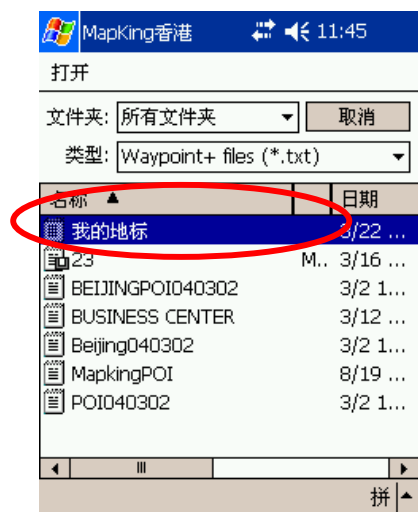 MapKing香港 11:45
打开
文件夹: 所有文件夹 取消
类型: Waypoint+ files (*.txt)
名称 日期
我的地标 3/22 ...
23 M.. 3/16 ...
BEIJINGPOI040302 3/2 1...
BUSINESS CENTER 3/12 ...
Beijing040302 3/2 1...
MapkingPOI 8/19 ...
POI040302 3/2 1...
拼